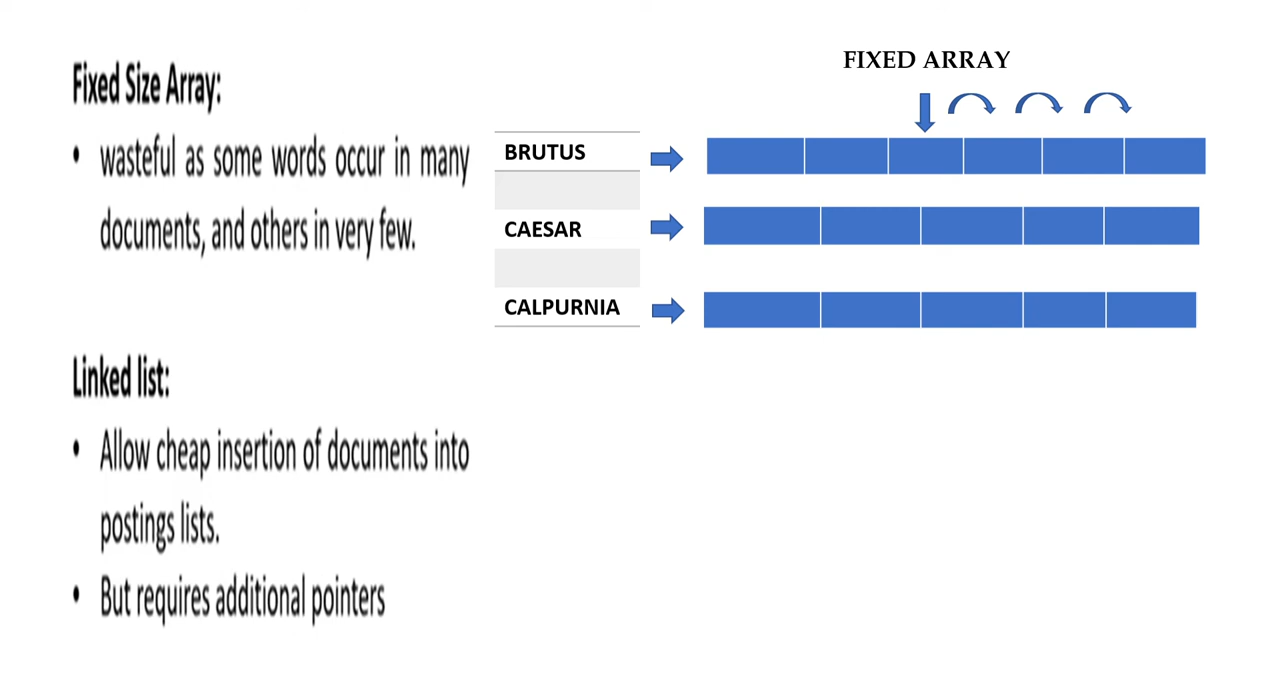 Fixed Size Array:
• wasteful as some words occur in many
documents, and others in very few.
Linked list:
• Allow cheap insertion of documents into
postings lists.
• But requires additional pointers
FIXED ARRAY
BRUTUS
CAESAR
CALPURNIA